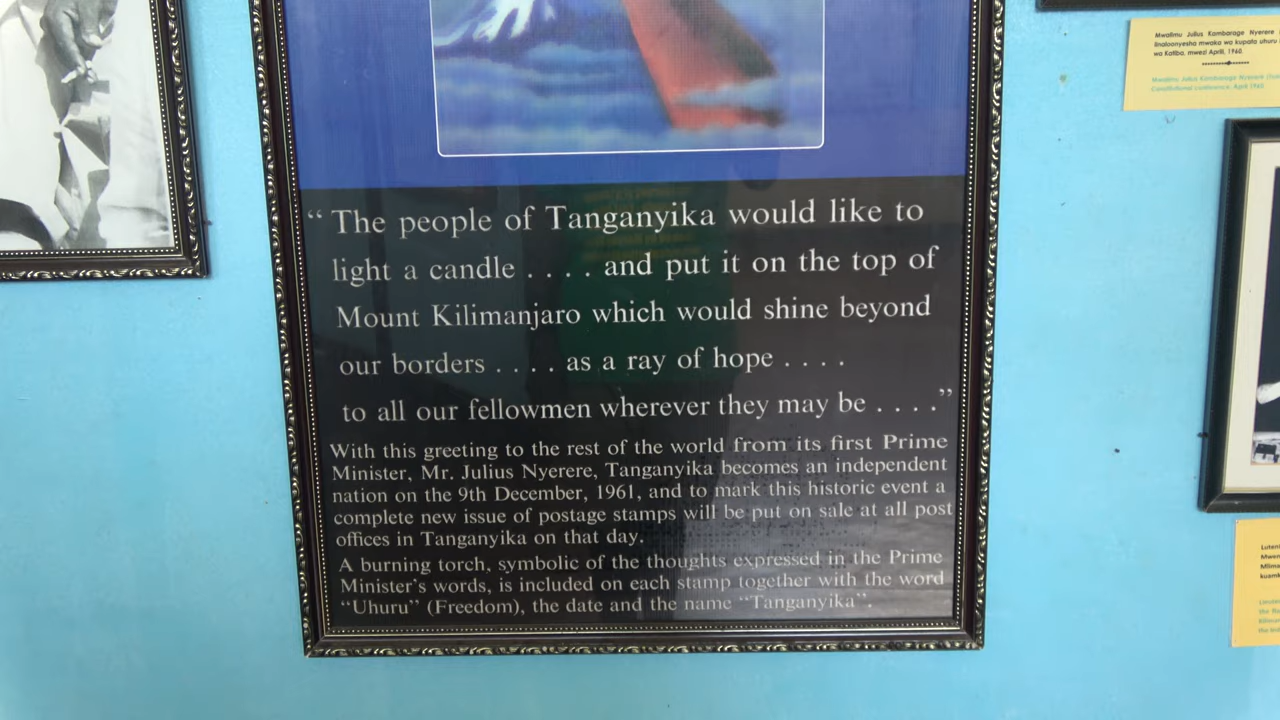 “ The people of Tanganyika would like to
light a candle . . . . and put it on the top of
Mount Kilimanjaro which would shine beyond
our borders . . . . as a ray of hope . . . .
to all our fellowmen wherever they may be . . . .”
With this greeting to the rest of the world from its first Prime
Minister, Mr. Julius Nyerere, Tanganyika becomes an independent
nation on the 9th December, 1961, and to mark this historic event a
complete new issue of postage stamps will be put on sale at all post
offices in Tanganyika on that day.
A burning torch, symbolic of the thoughts expressed in the Prime
Minister's words, is included on each stamp together with the word
“Uhuru” (Freedom), the date and the name “Tanganyika”.
Mwalimu Julius Kambarage Nyerere
linaloonyesha mwaka wa kupata uhuru
wa Katiba, mwezi Aprili, 1960.
Mwalimu Julius Kambarage Nyerere
Constitutional conference, April 1960